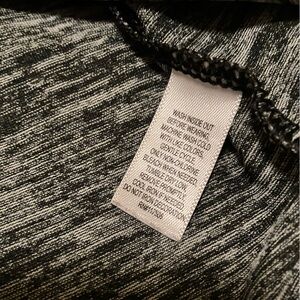 WASH INSIDE OUT
BEFORE WEARING.
MACHINE WASH COLD
WITH LIKE COLORS.
GENTLE CYCLE.
ONLY NON-CHLORINE
BLEACH WHEN NEEDED.
TUMBLE DRY LOW.
REMOVE PROMPTLY.
COOL IRON IF NEEDED.
DO NOT IRON DECORATION.